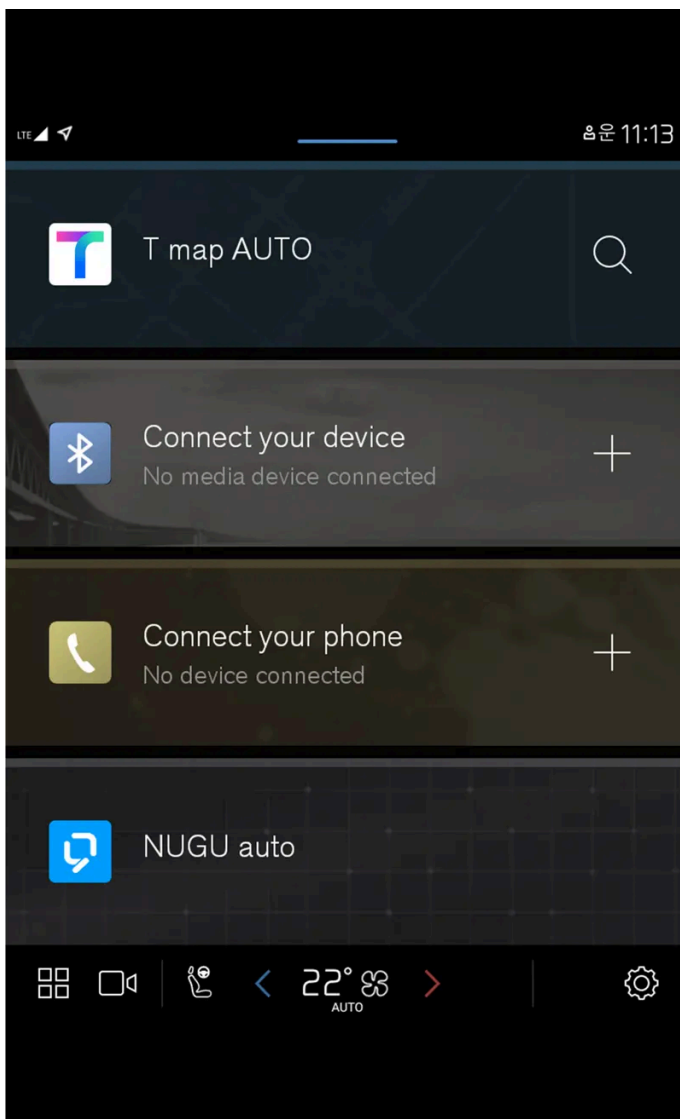 LTE
운 11:13
T map AUTO
Connect your device
No media device connected
Connect your phone
No device connected
NUGU auto
22°
AUTO